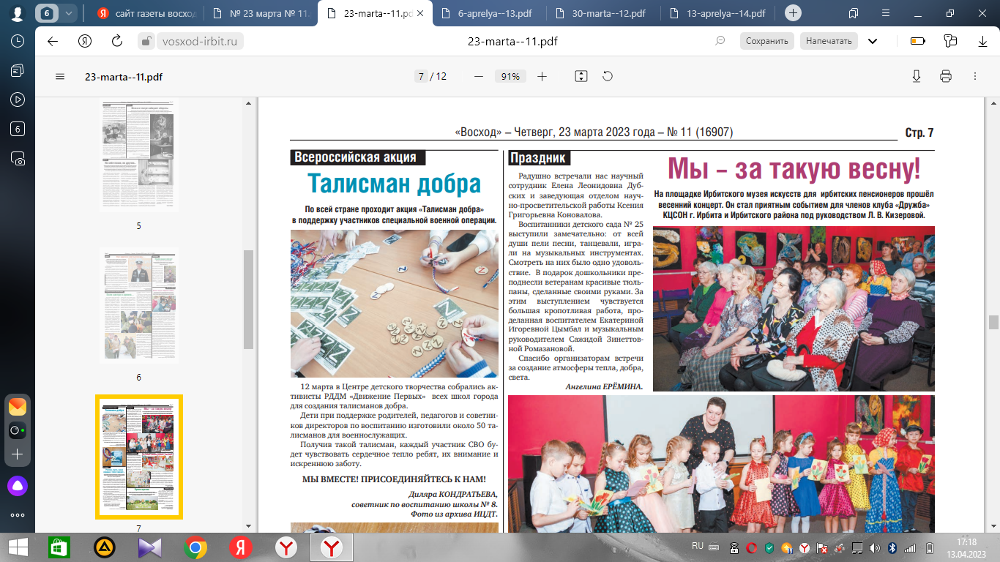 6
сайт газеты восход
№ 23 марта № 11.
23-marta--11.pdf
6-aprelya--13.pdf
30-marta--12.pdf
13-aprelya--14.pdf
vosxod-irbit.ru
23-marta--11.pdf
Сохранить
Напечатать
23-marta--11.pdf
7 / 12
91%
6
5
6
7
«Восход» – Четверг, 23 марта 2023 года – № 11 (16907)
Стр. 7
Всероссийская акция
Талисман добра
По всей стране проходит акция «Талисман добра»
в поддержку участников специальной военной операции.
12 марта в Центре детского творчества собрались ак-
тивисты РДДМ «Движение Первых» всех школ города
для создания талисманов добра.
Дети при поддержке родителей, педагогов и советни-
ков директоров по воспитанию изготовили около 50 та-
лисманов для военнослужащих.
Получив такой талисман, каждый участник СВО бу-
дет чувствовать сердечное тепло ребят, их внимание и
искреннюю заботу.
МЫ ВМЕСТЕ! ПРИСОЕДИНЯЙТЕСЬ К НАМ!
Диляра КОНДРАТЬЕВА,
советник по воспитанию школы № 8.
Фото из архива ИЦДТ.
Праздник
Мы – за такую весну!
На площадке Ирбитского музея искусств для ирбитских пенсионеров прошёл
весенний концерт. Он стал приятным событием для членов клуба «Дружба»
КЦСОН г. Ирбита и Ирбитского района под руководством Л. В. Кизеровой.
Радушно встречали нас научный
сотрудник Елена Леонидовна Дуб-
ских и заведующая отделом науч-
но-просветительской работы Ксения
Григорьевна Коновалова.
Воспитанники детского сада № 25
выступили замечательно: от всей
души пели песни, танцевали, игра-
ли на музыкальных инструментах.
Смотреть на них было одно удоволь-
ствие. В подарок дошкольники пре-
поднесли ветеранам красивые тюль-
паны, сделанные своими руками. За
этим выступлением чувствуется
большая кропотливая работа, про-
деланная воспитателем Екатериной
Игоревной Цымбал и музыкальным
руководителем Сажидой Зинеттов-
ной Ромазановой.
Спасибо организаторам встречи
за создание атмосферы тепла, добра,
света.
Ангелина ЕРЁМИНА.
RU
17:18
13.04.2023